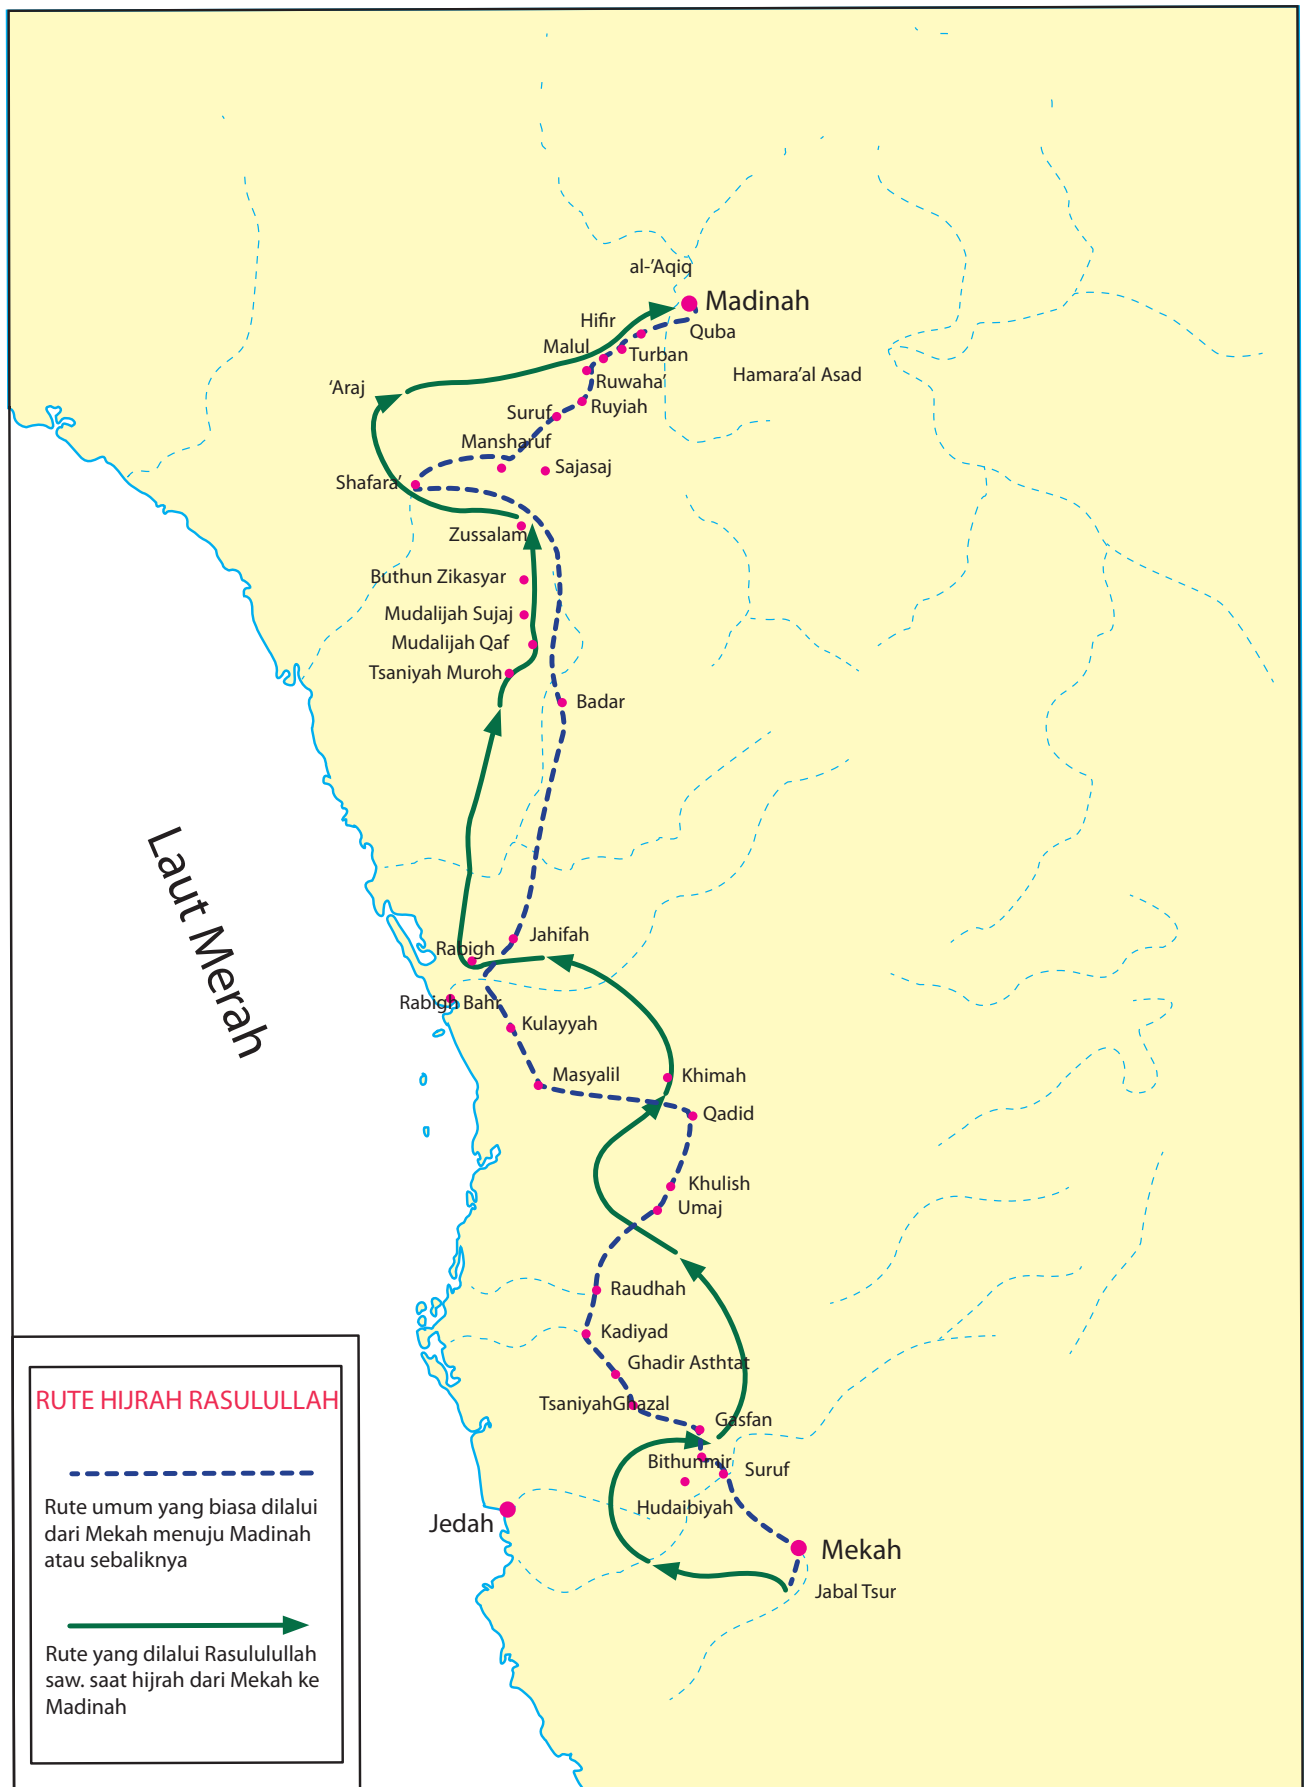 al-’Aqiq
Madinah
Hifir
Quba
Malul
Turban
Hamara’al Asad
Ruwaha’
‘Araj
Ruyiah
Suruf
Mansharuf
Sajasaj
Shafara’
Zussalam
Buthun Zikasyar
Mudalijah Sujaj
Mudalijah Qaf
Tsaniyah Muroh
Badar
Laut Merah
Jahifah
Rabigh
Rabigh Bahr
Kulayyah
Masyalil
Khimah
Qadid
Khulish
Umaj
Raudhah
Kadiyad
Ghadir Asthtat
TsaniyahGhazal
Gasfan
Bithunmir
Suruf
Hudaibiyah
Jedah
Mekah
Jabal Tsur
RUTE HIJRAH RASULULLAH
Rute umum yang biasa dilalui
dari Mekah menuju Madinah
atau sebaliknya
Rute yang dilalui Rasululullah
saw. saat hijrah dari Mekah ke
Madinah